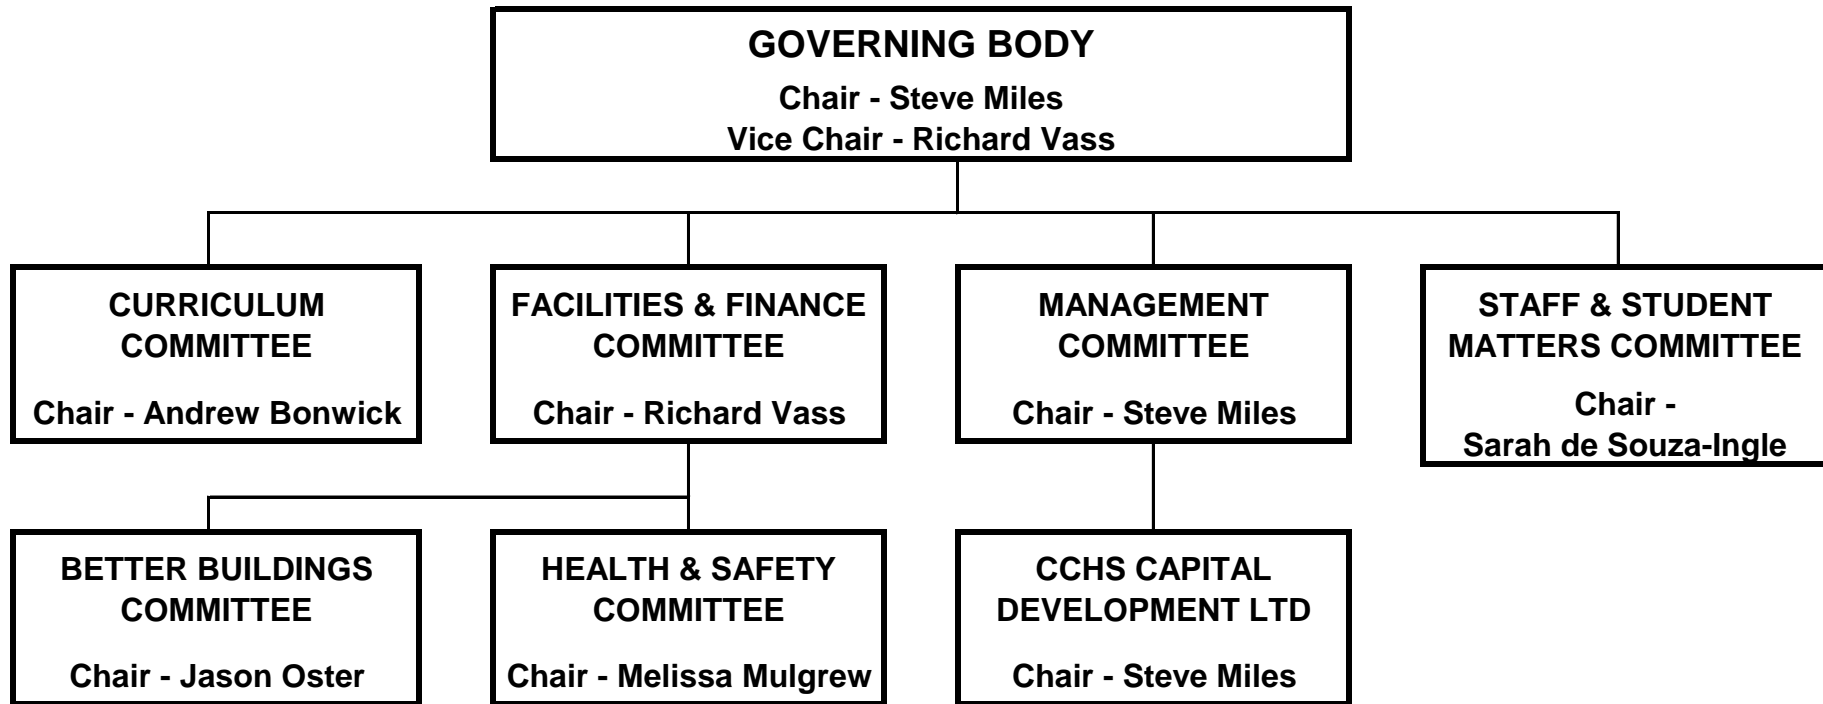 GOVERNING BODY
Chair - Steve Miles
Vice Chair - Richard Vass
CURRICULUM
COMMITTEE
Chair - Andrew Bonwick
FACILITIES & FINANCE
COMMITTEE
Chair - Richard Vass
MANAGEMENT
COMMITTEE
Chair - Steve Miles
STAFF & STUDENT
MATTERS COMMITTEE
Chair -
Sarah de Souza-Ingle
BETTER BUILDINGS
COMMITTEE
Chair - Jason Oster
HEALTH & SAFETY
COMMITTEE
Chair - Melissa Mulgrew
CCHS CAPITAL
DEVELOPMENT LTD
Chair - Steve Miles